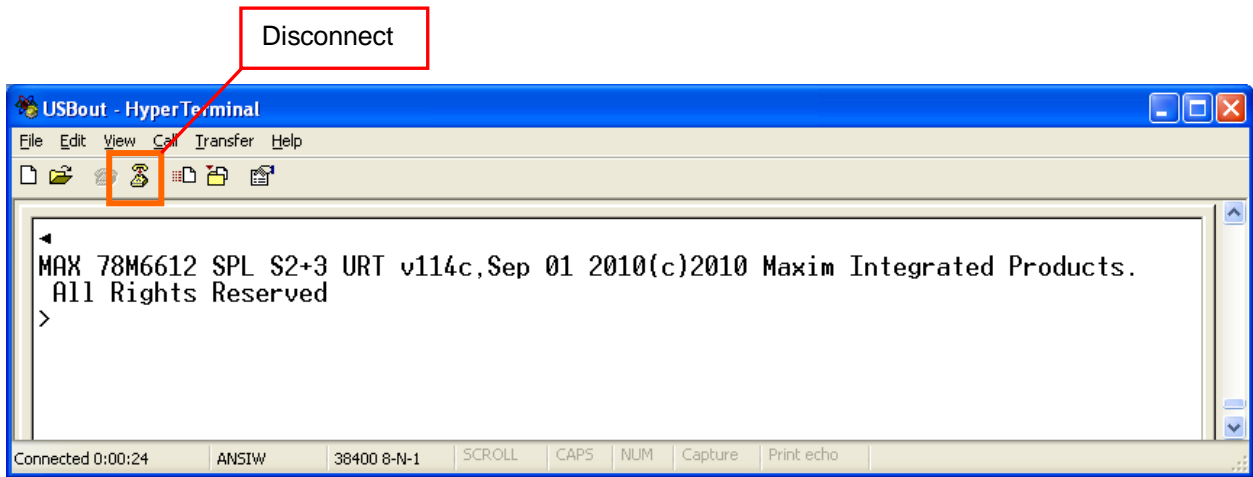 Disconnect
USBout - HyperTerminal
File Edit View Call Transfer Help
MAX 78M6612 SPL S2+3 URT v114c,Sep 01 2010(c)2010 Maxim Integrated Products.
All Rights Reserved
>
Connected 0:00:24 ANSIW 38400 8-N-1 SCROLL CAPS NUM Capture Print echo